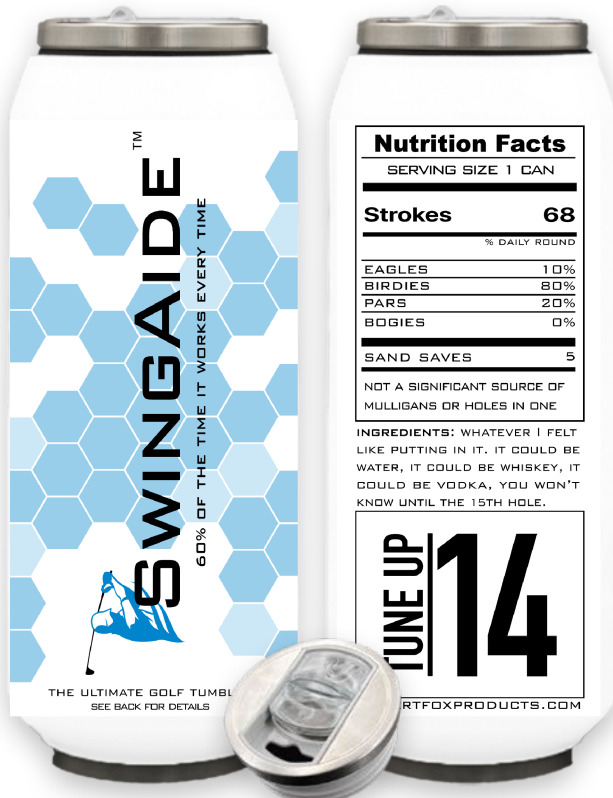 SWINGAIDE™
60% OF THE TIME IT WORKS EVERY TIME
THE ULTIMATE GOLF
SEE BACK FOR DETAILS
Nutrition Facts
SERVING SIZE 1 CAN
Strokes 68
% DAILY ROUND
EAGLES 10%
BIRDIES 80%
PARS 20%
BOGIES 0%
SAND SAVES 5
NOT A SIGNIFICANT SOURCE OF
MULLIGANS OR HOLES IN ONE
INGREDIENTS: WHATEVER I FELT
LIKE PUTTING IN IT. IT COULD BE
WATER, IT COULD BE WHISKEY, IT
COULD BE VODKA, YOU WON'T
KNOW UNTIL THE 15TH HOLE.
TUNE UP
14
RTFOXPRODUCTS.COM